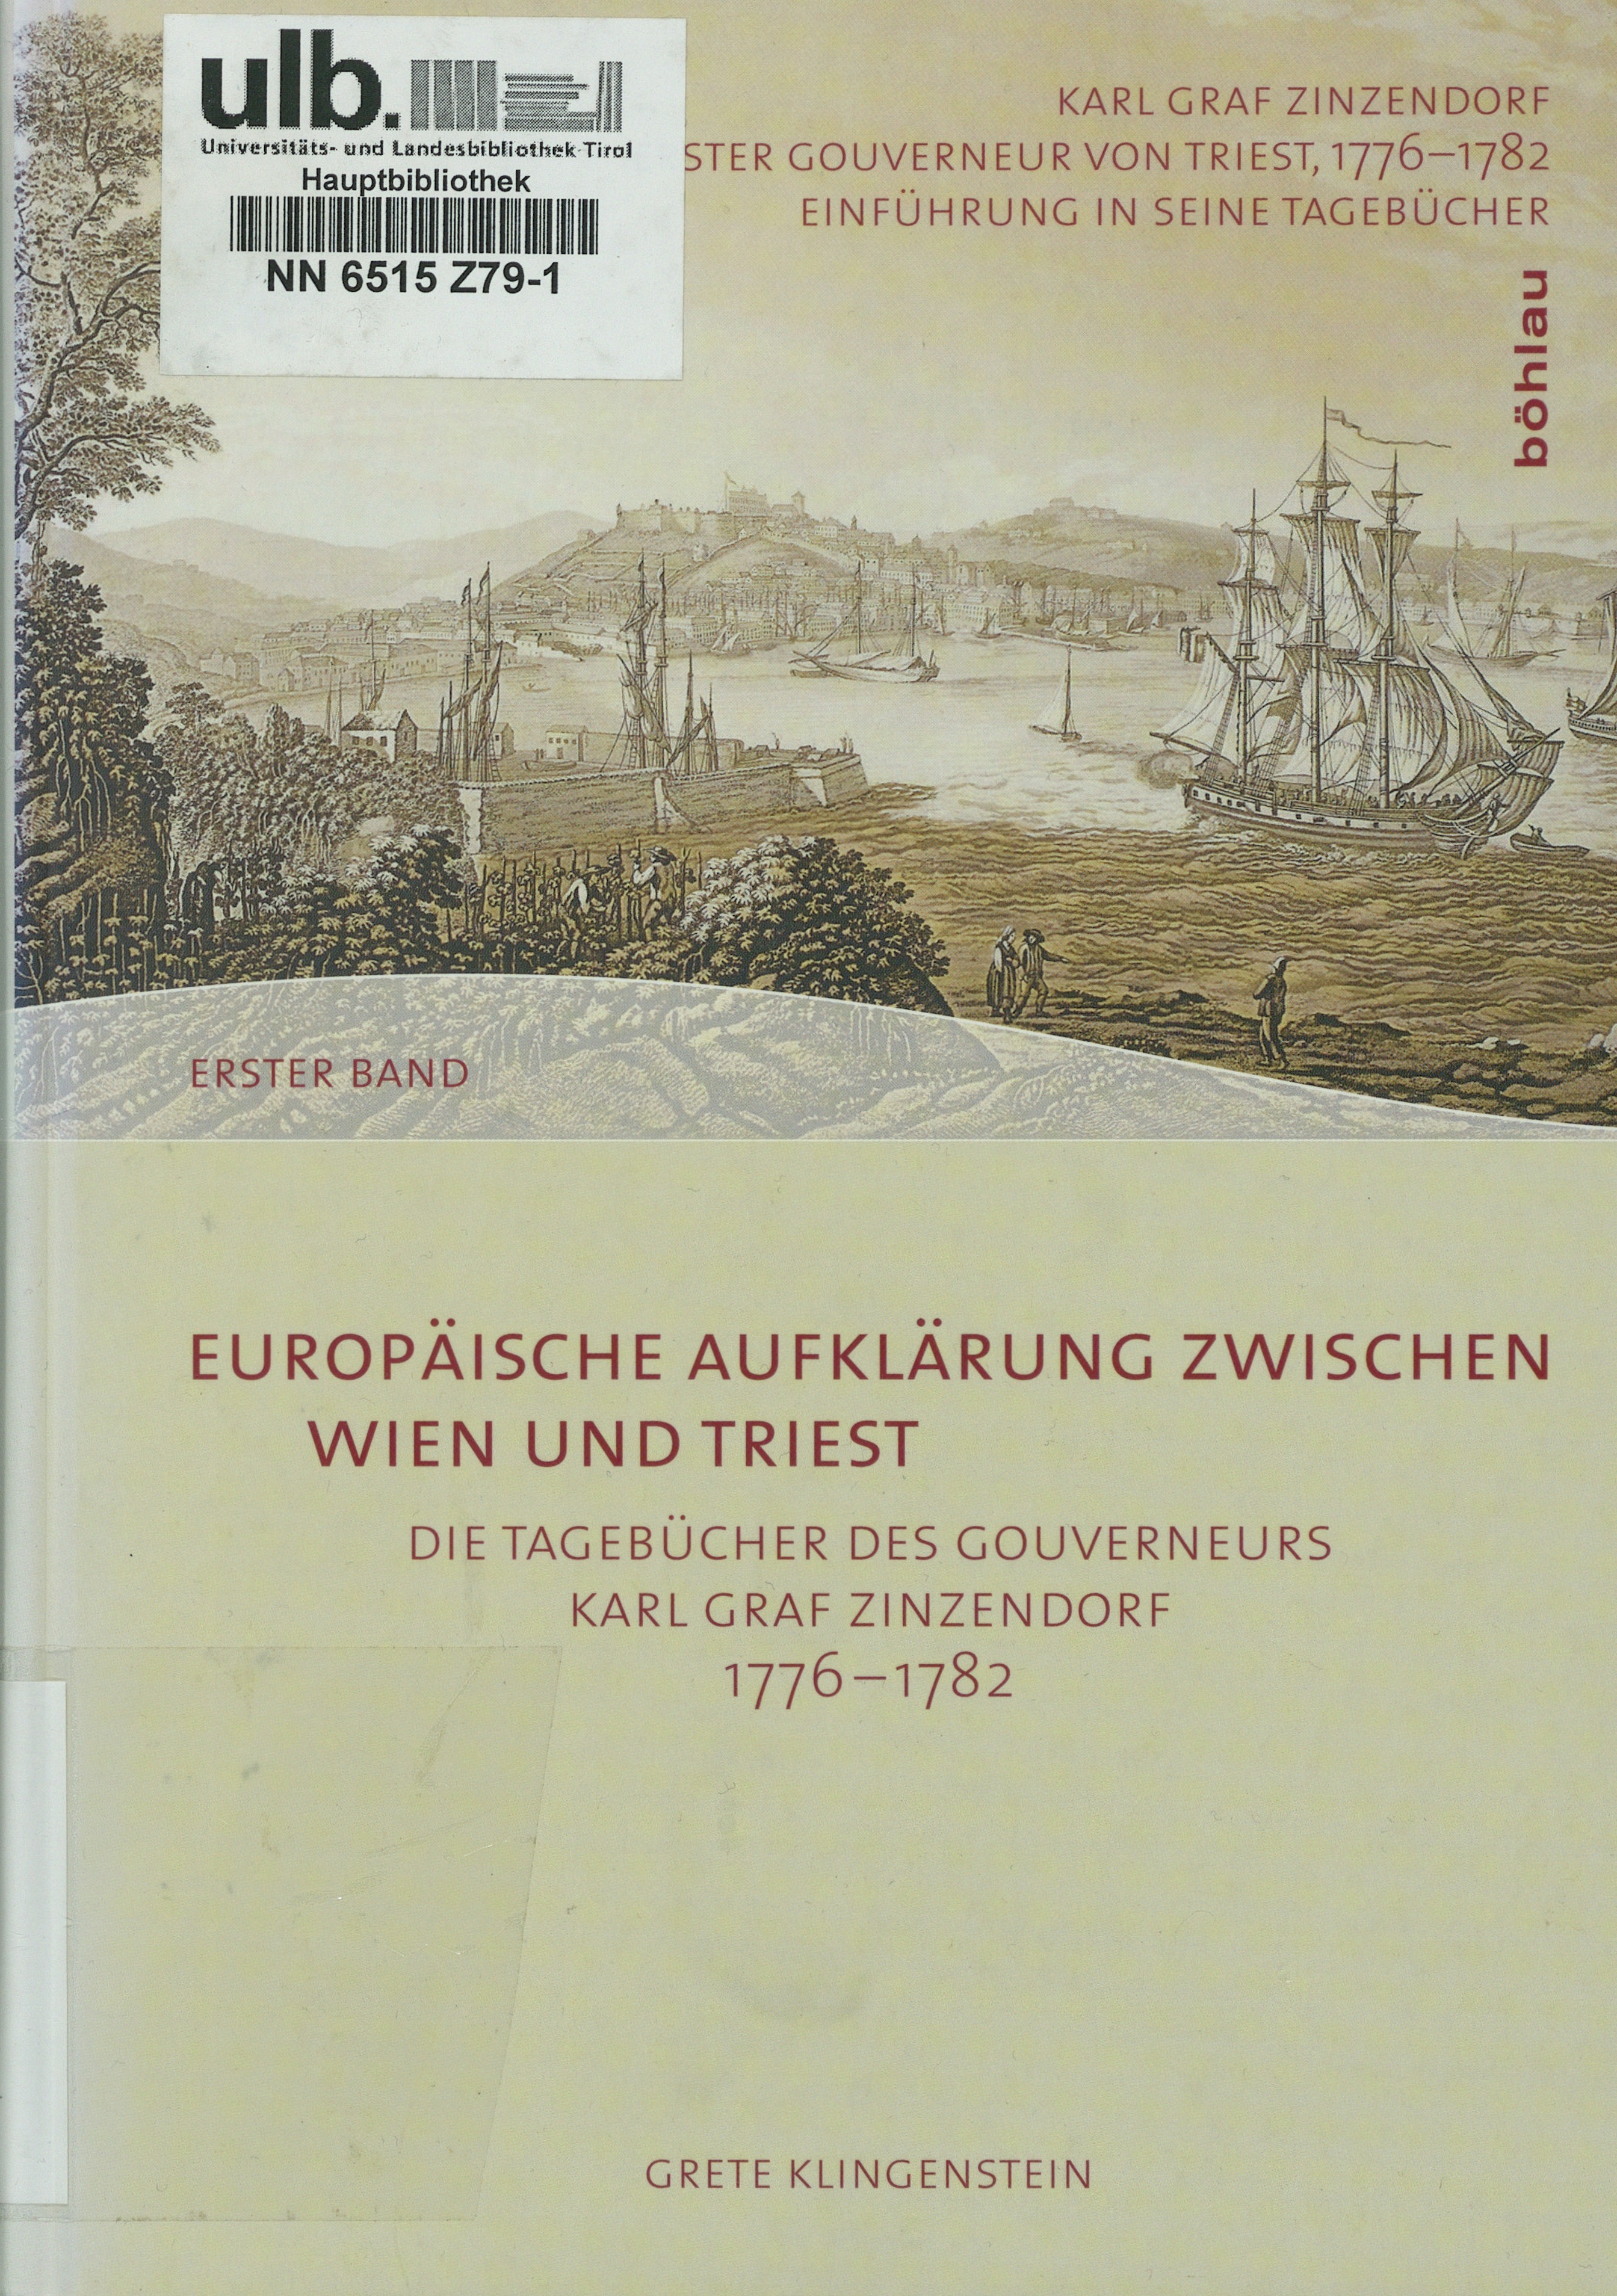 ulb.
Universitäts- und Landesbibliothek Tirol
Hauptbibliothek
NN 6515 Z79-1
KARL GRAF ZINZENDORF
GOUVERNEUR VON TRIEST, 1776–1782
EINFÜHRUNG IN SEINE TAGEBÜCHER
böhlau
ERSTER BAND
EUROPÄISCHE AUFKLÄRUNG ZWISCHEN
WIEN UND TRIEST
DIE TAGEBÜCHER DES GOUVERNEURS
KARL GRAF ZINZENDORF
1776–1782
GRETE KLINGENSTEIN